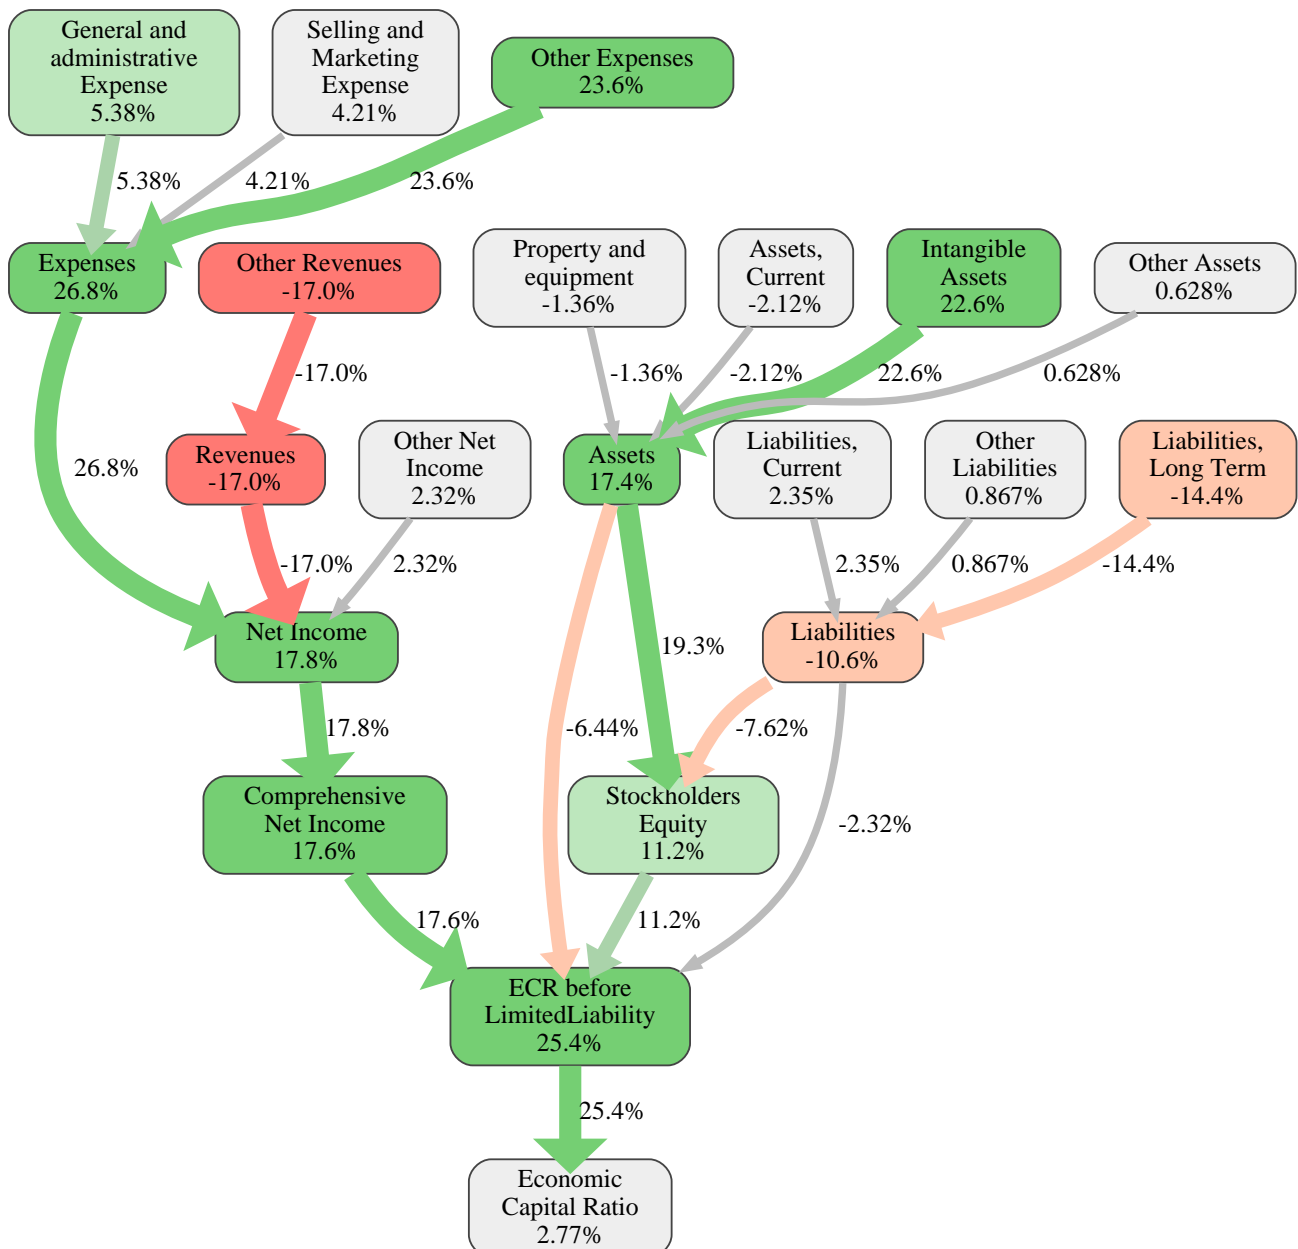 General and
administrative
Expense
5.38%
Selling and
Marketing
Expense
4.21%
Other Expenses
23.6%
5.38%
4.21%
23.6%
Expenses
26.8%
Other Revenues
-17.0%
Property and
equipment
-1.36%
Assets,
Current
-2.12%
Intangible
Assets
22.6%
Other Assets
0.628%
-17.0%
-1.36%
-2.12%
22.6%
0.628%
26.8%
Revenues
-17.0%
Other Net
Income
2.32%
Assets
17.4%
Liabilities,
Current
2.35%
Other
Liabilities
0.867%
Liabilities,
Long Term
-14.4%
-17.0%
2.32%
2.35%
0.867%
-14.4%
Net Income
17.8%
19.3%
Liabilities
-10.6%
17.8%
-6.44%
-7.62%
Comprehensive
Net Income
17.6%
Stockholders
Equity
11.2%
-2.32%
17.6%
11.2%
ECR before
LimitedLiability
25.4%
25.4%
Economic
Capital Ratio
2.77%